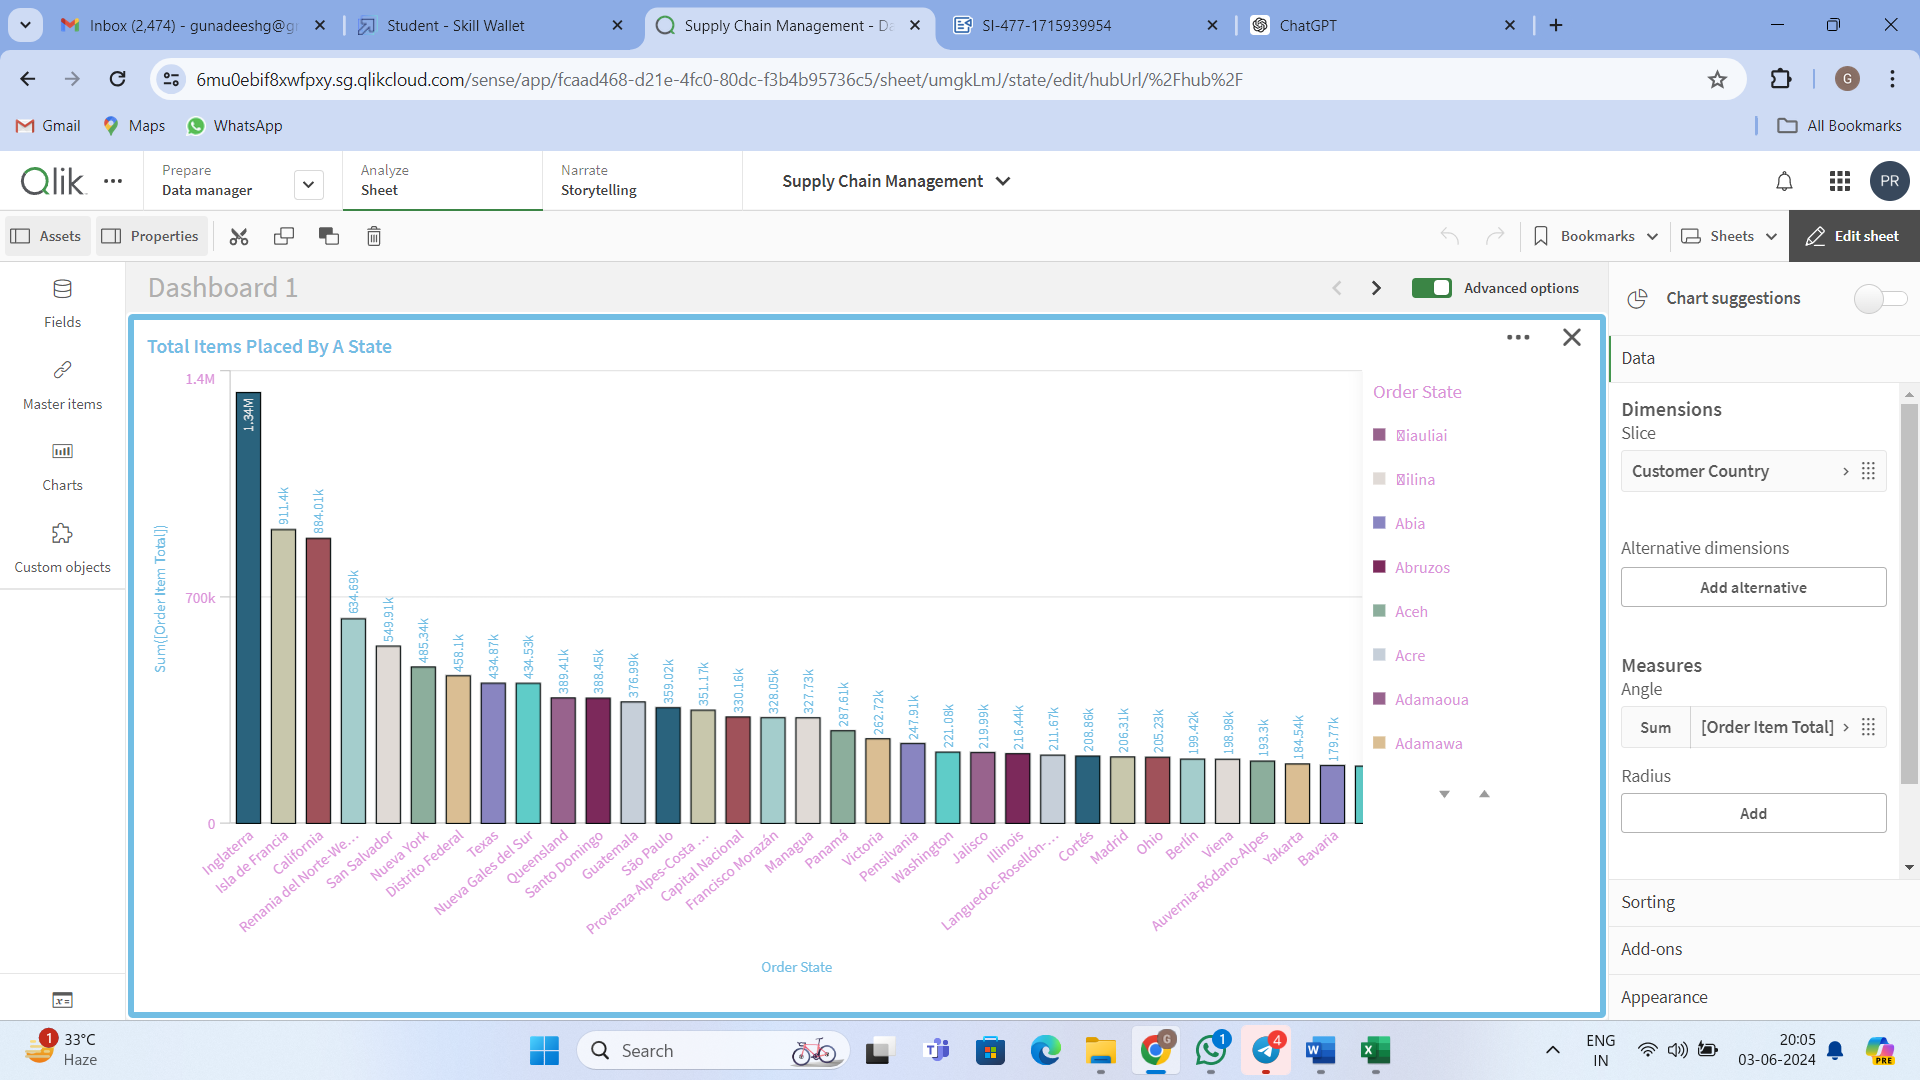 Inbox (2,474) - gunadeeshg@g
Student - Skill Wallet
Supply Chain Management - Da
SI-477-1715939954
ChatGPT
6mu0ebif8xwfpxy.sg.qlikcloud.com/sense/app/fcaad468-d21e-4fc0-80dc-f3b4b95736c5/sheet/umgkLmJ/state/edit/hubUrl/%2Fhub%2F
G
Gmail
Maps
WhatsApp
All Bookmarks
Qlik
Prepare
Data manager
Analyze
Sheet
Narrate
Storytelling
Supply Chain Management
PR
Assets
Properties
Bookmarks
Sheets
Edit sheet
Fields
Master items
Charts
Custom objects
Dashboard 1
Advanced options
Total Items Placed By A State
Sum([Order Item Total])
1.4M
700k
0
1.34M
911.4k
884.01k
634.69k
549.91k
485.34k
458.1k
434.87k
434.53k
389.41k
388.45k
376.99k
359.02k
351.17k
330.16k
328.05k
327.73k
287.61k
262.72k
247.91k
221.08k
219.99k
216.44k
211.67k
208.86k
206.31k
205.23k
199.42k
198.98k
193.3k
184.54k
179.77k
Inglaterra
Isla de Francia
California
Renania del Norte-We...
San Salvador
Nueva York
Distrito Federal
Texas
Nueva Gales del Sur
Queensland
Santo Domingo
Guatemala
São Paulo
Provenza-Alpes-Costa ...
Capital Nacional
Francisco Morazán
Managua
Panamá
Victoria
Pensilvania
Washington
Jalisco
Illinois
Languedoc-Rosellón-...
Cortés
Madrid
Ohio
Berlín
Viena
Auvernia-Ródano-Alpes
Yakarta
Bavaria
Order State
Order State
iauliai
ilina
Abia
Abruzos
Aceh
Acre
Adamaoua
Adamawa
Chart suggestions
Data
Dimensions
Slice
Customer Country
Alternative dimensions
Add alternative
Measures
Angle
Sum
[Order Item Total]
Radius
Add
Sorting
Add-ons
Appearance
1
33°C
Haze
Search
G
1
4
ENG
IN
20:05
03-06-2024
PRE